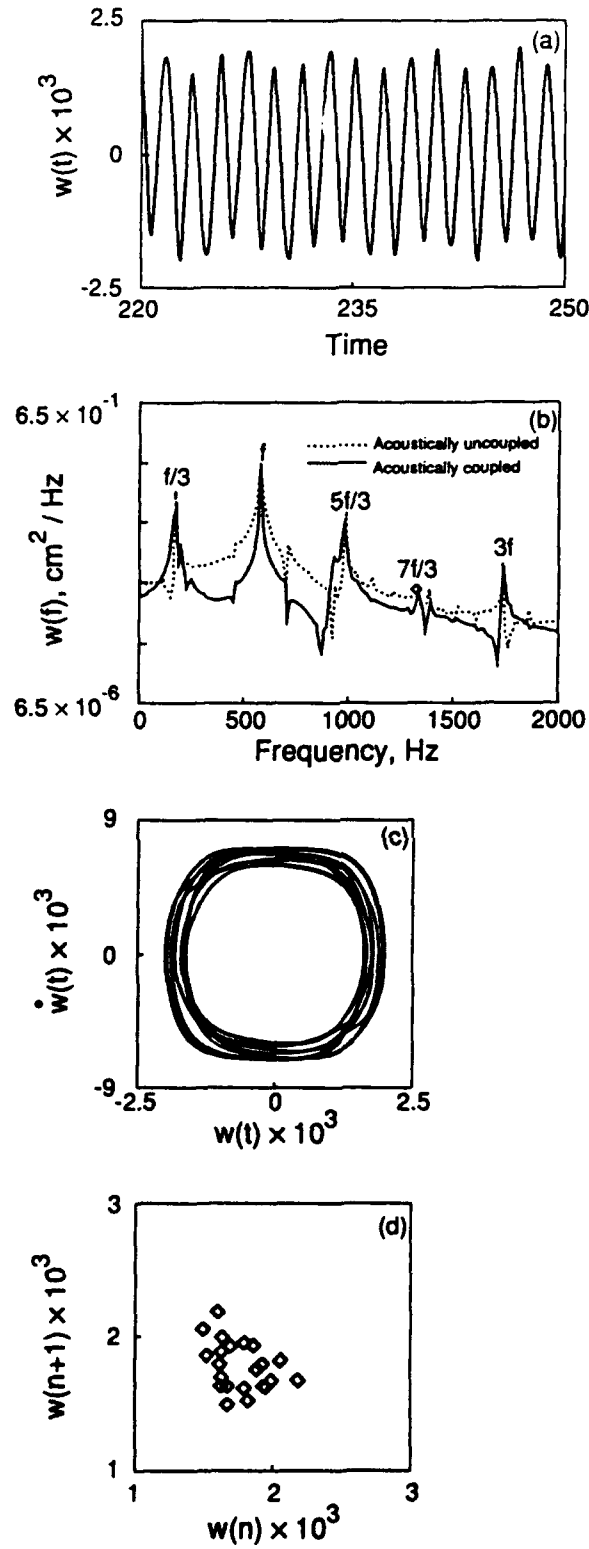 (a)
2.5
0
-2.5
w(t) × 10³
220 235 250
Time
(b)
6.5 × 10⁻¹
6.5 × 10⁻⁶
w(f), cm² / Hz
Acoustically uncoupled
Acoustically coupled
f/3
f
5f/3
7f/3
3f
0 500 1000 1500 2000
Frequency, Hz
(c)
9
0
-9
ẇ(t) × 10³
-2.5 0 2.5
w(t) × 10³
(d)
3
2
1
w(n+1) × 10³
1 2 3
w(n) × 10³